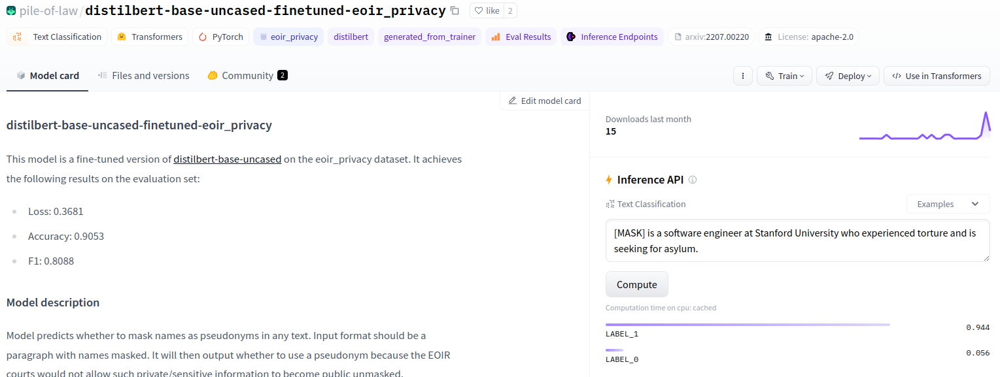 pile-of-law/distilbert-base-uncased-finetuned-eoir_privacy like 2
Text Classification Transformers PyTorch eoir_privacy distilbert generated_from_trainer Eval Results Inference Endpoints arxiv:2207.00220 License: apache-2.0
Model card Files and versions Community 2 Train Deploy </> Use in Transformers
Edit model card
distilbert-base-uncased-finetuned-eoir_privacy
This model is a fine-tuned version of distilbert-base-uncased on the eoir_privacy dataset. It achieves
the following results on the evaluation set:
Loss: 0.3681
Accuracy: 0.9053
F1: 0.8088
Model description
Model predicts whether to mask names as pseudonyms in any text. Input format should be a
paragraph with names masked. It will then output whether to use a pseudonym because the EOIR
courts would not allow such private/sensitive information to become public unmasked.
Downloads last month
15
Inference API
Text Classification Examples
[MASK] is a software engineer at Stanford University who experienced torture and is
seeking for asylum.
Compute
Computation time on cpu: cached
LABEL_1 0.944
LABEL_0 0.056